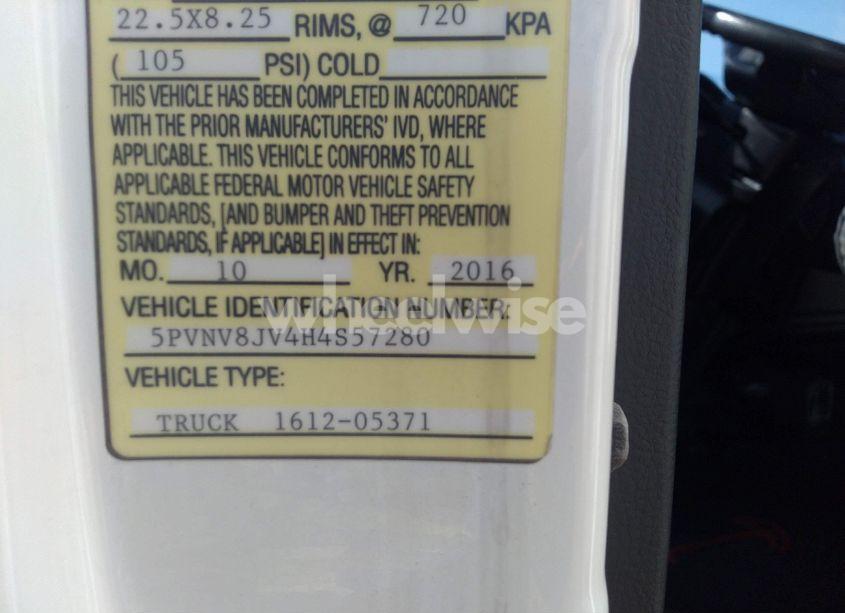 22.5X8.25 RIMS, @ 720 KPA
( 105 PSI) COLD
THIS VEHICLE HAS BEEN COMPLETED IN ACCORDANCE
WITH THE PRIOR MANUFACTURERS' IVD, WHERE
APPLICABLE. THIS VEHICLE CONFORMS TO ALL
APPLICABLE FEDERAL MOTOR VEHICLE SAFETY
STANDARDS, [AND BUMPER AND THEFT PREVENTION
STANDARDS, IF APPLICABLE] IN EFFECT IN:
MO. 10 YR. 2016
VEHICLE IDENTIFICATION NUMBER:
wheelwise
5PVNV8JV4H4S57280
VEHICLE TYPE:
TRUCK 1612-05371